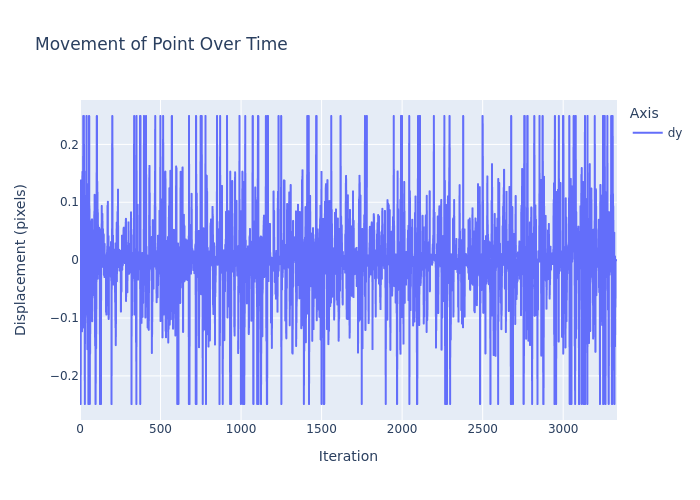 Movement of Point Over Time
Axis
dy
0.2
0.1
0
−0.1
−0.2
Displacement (pixels)
0
500
1000
1500
2000
2500
3000
Iteration